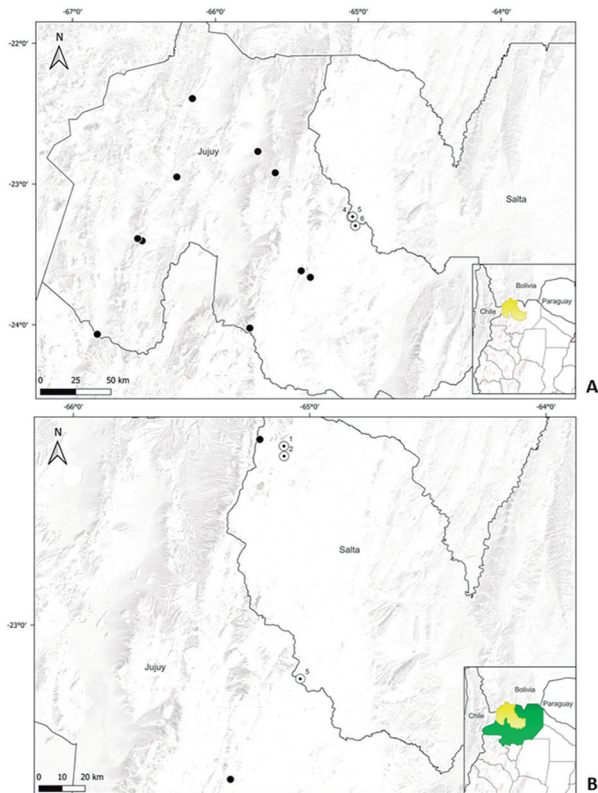 -67°0' -66°0' -65°0' -64°0'
-22°0'
N
Jujuy
-23°0'
Salta
4 5
6
Bolivia
Chile Paraguay
-24°0'
0 25 50 km
A
-66°0' -65°0' -64°0'
N
1
2
Salta
-23°0'
Jujuy
5
Bolivia
Chile Paraguay
0 10 20 km
B